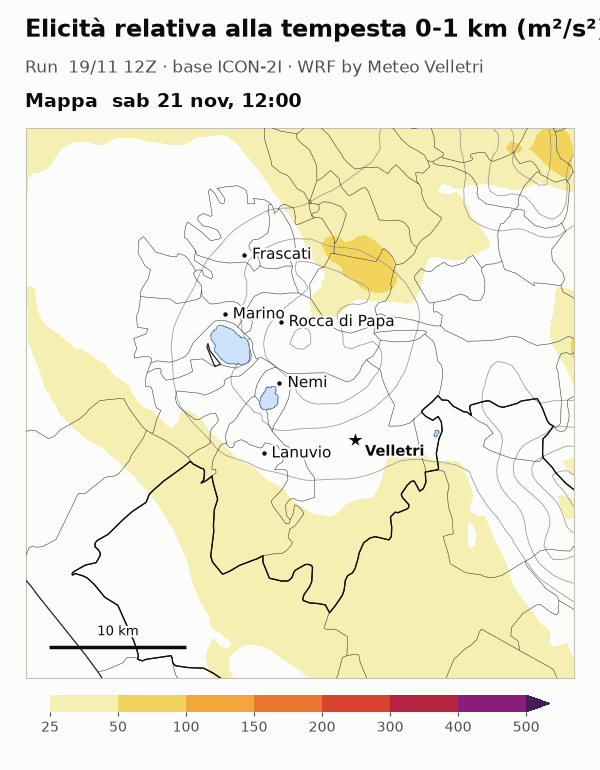 Elicità relativa alla tempesta 0-1 km (m²/s²)
Run 19/11 12Z · base ICON-2I · WRF by Meteo Velletri
Mappa sab 21 nov, 12:00
Frascati
Marino
Rocca di Papa
Nemi
Lanuvio
Velletri
10 km
25 50 100 150 200 300 400 500